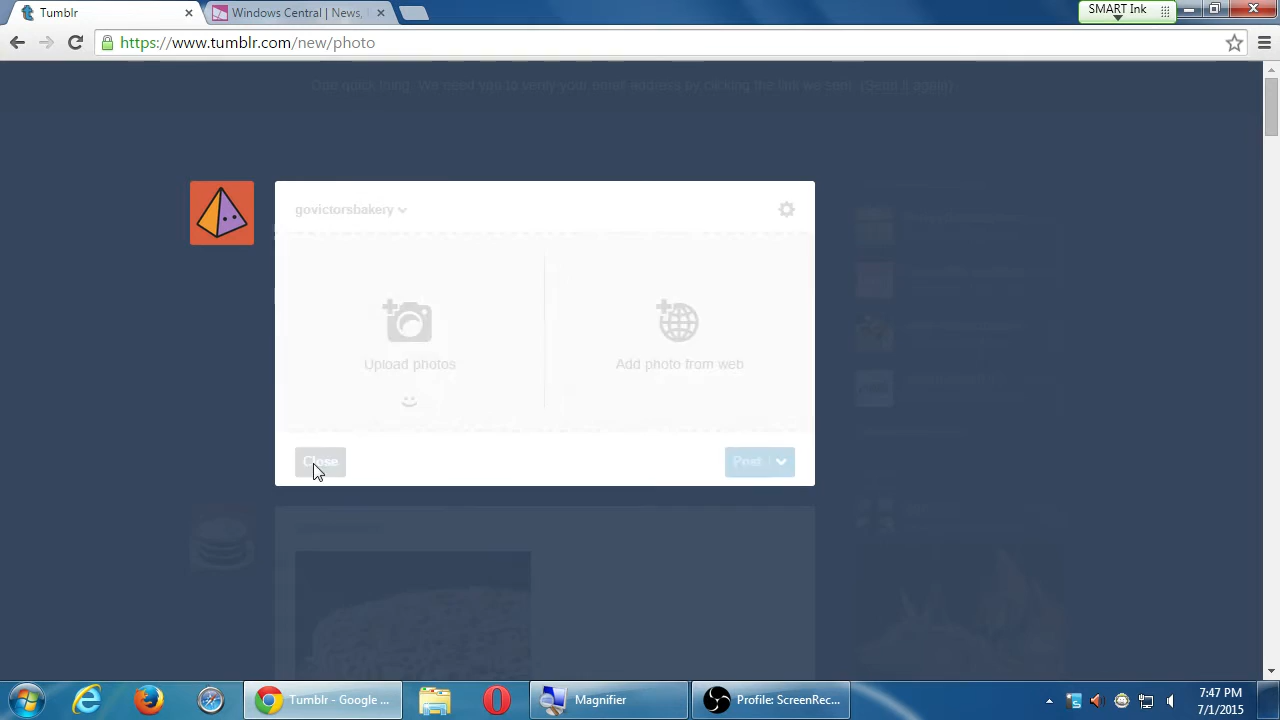 Tumblr
Windows Central | News,
SMART Ink
https://www.tumblr.com/new/photo
One quick thing: We need you to verify your email address by clicking the link we sent. (Send it again)
govictorsbakery
Upload photos
Add photo from web
Close
Post
Tumblr - Google ...
Magnifier
Profile: ScreenRec...
7:47 PM
7/1/2015